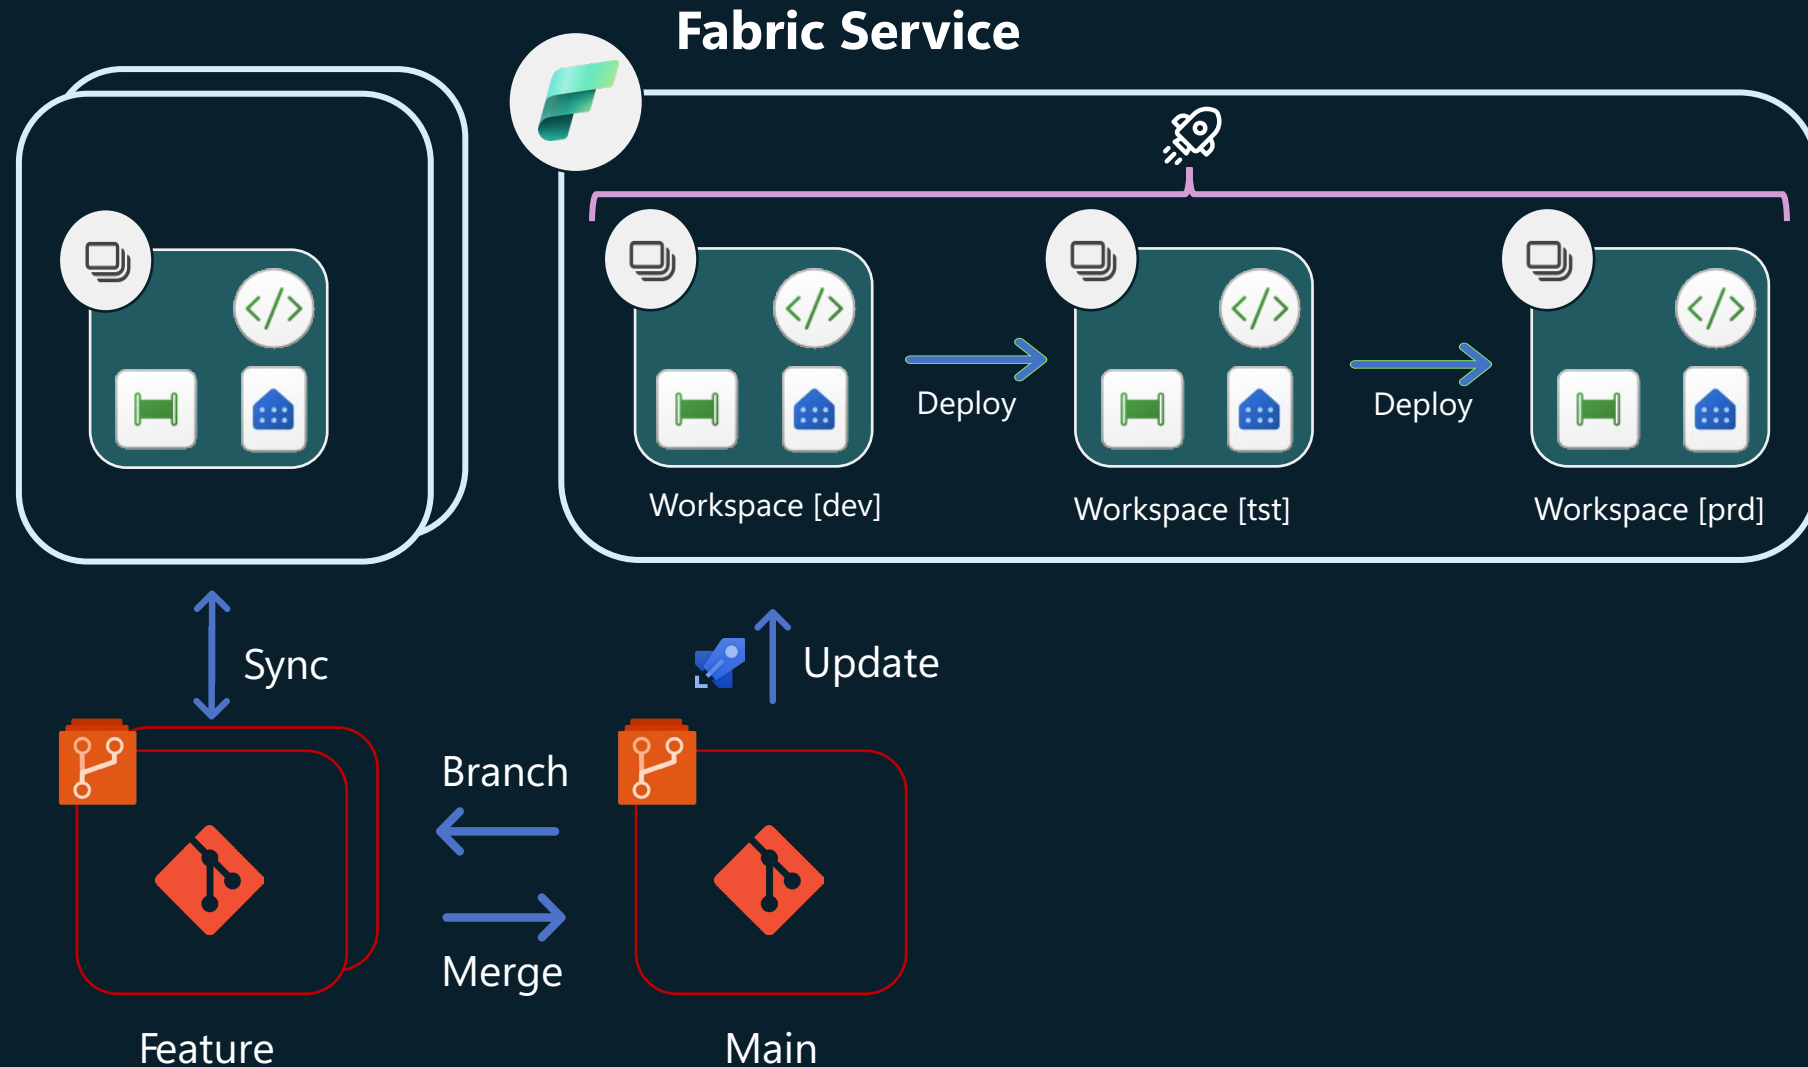 Fabric Service
Deploy
Deploy
Workspace [dev]
Workspace [tst]
Workspace [prd]
Sync
Update
Branch
Merge
Feature
Main